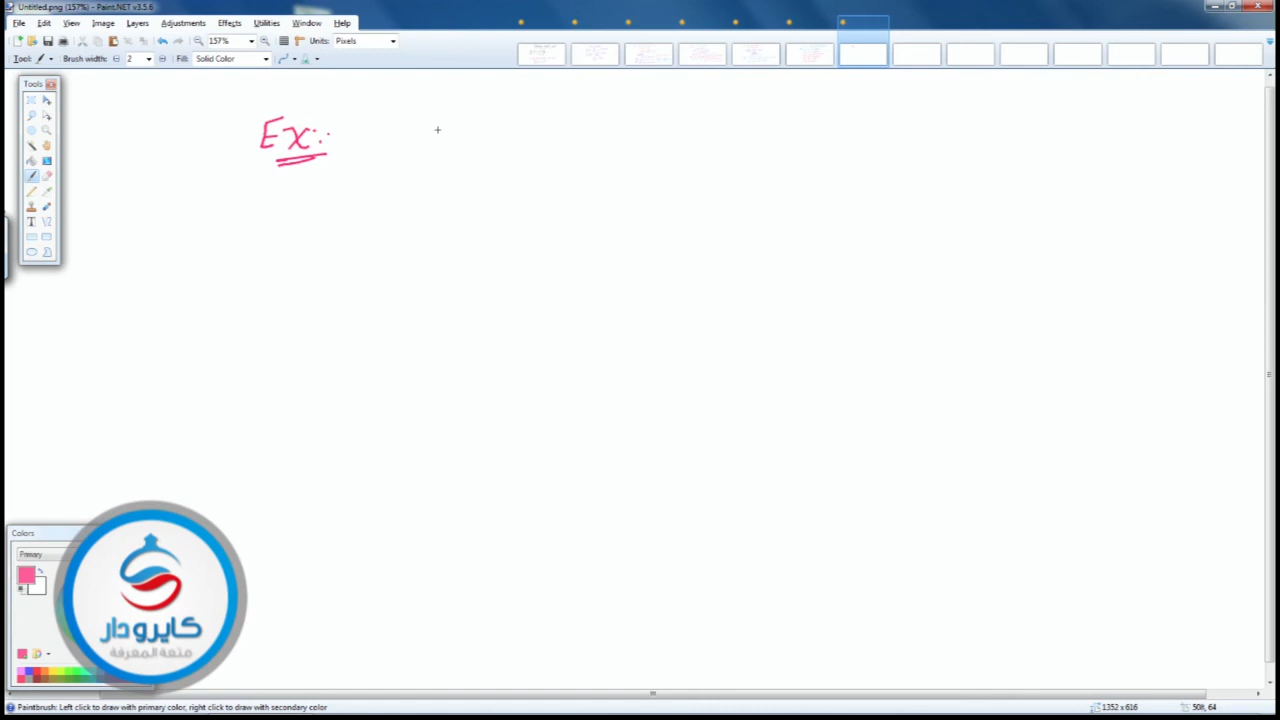 Untitled.png (157%) - Paint.NET v3.5.6
File Edit View Image Layers Adjustments Effects Utilities Window Help
157% Units: Pixels
Tool: Brush width: 2 Fill: Solid Color
Tools
Ex:
Colors
Primary
كايرودار
متعة المعرفة
Paintbrush: Left click to draw with primary color, right click to draw with secondary color
1352 x 616
508, 64